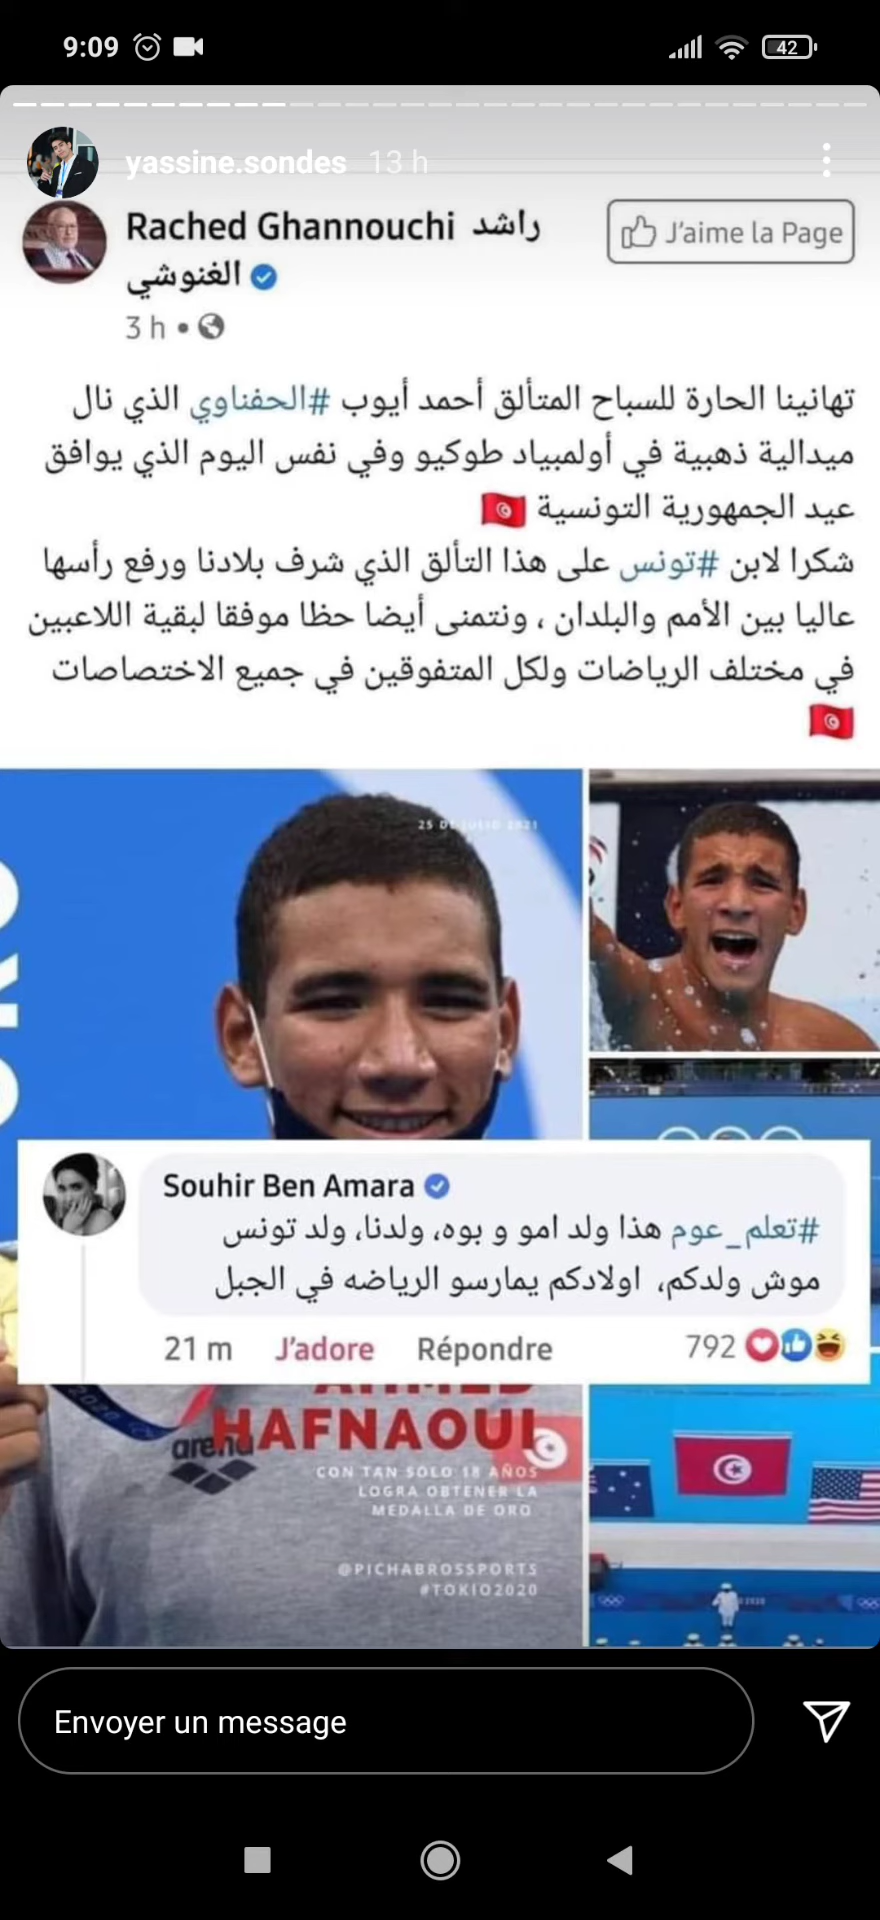 9:09
42
yassine.sondes 13 h
Rached Ghannouchi راشد
الغنوشي
J'aime la Page
3 h
تهانينا الحارة للسباح المتألق أحمد أيوب #الحفناوي الذي نال
ميدالية ذهبية في أولمبياد طوكيو وفي نفس اليوم الذي يوافق
عيد الجمهورية التونسية 🇹🇳
شكرا لابن #تونس على هذا التألق الذي شرف بلادنا ورفع رأسها
عاليا بين الأمم والبلدان ، ونتمنى أيضا حظا موفقا لبقية اللاعبين
في مختلف الرياضات ولكل المتفوقين في جميع الاختصاصات
🇹🇳
25 DE JULIO 2021
Souhir Ben Amara
#تعلم_عوم هذا ولد امو و بوه، ولدنا، ولد تونس
موش ولدكم، اولادكم يمارسو الرياضه في الجبل
21 m J'adore Répondre 792
AHMED
HAFNAOUI
arena
CON TAN SOLO 18 AÑOS
LOGRA OBTENER LA
MEDALLA DE ORO
@PICHABROSSPORTS
#TOKIO2020
Envoyer un message